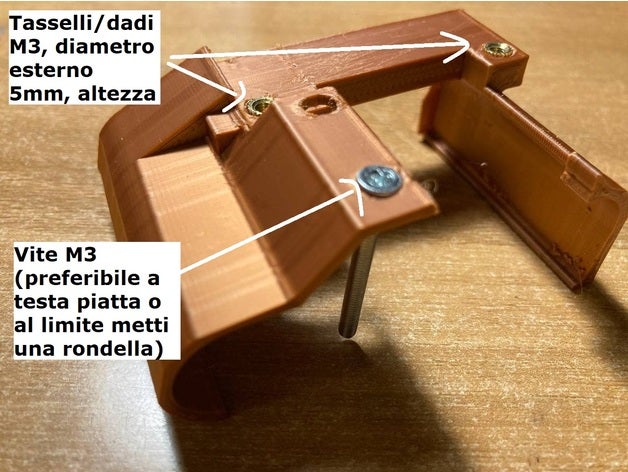 Tasselli/dadi
M3, diametro
esterno
5mm, altezza
Vite M3
(preferibile a
testa piatta o
al limite metti
una rondella)